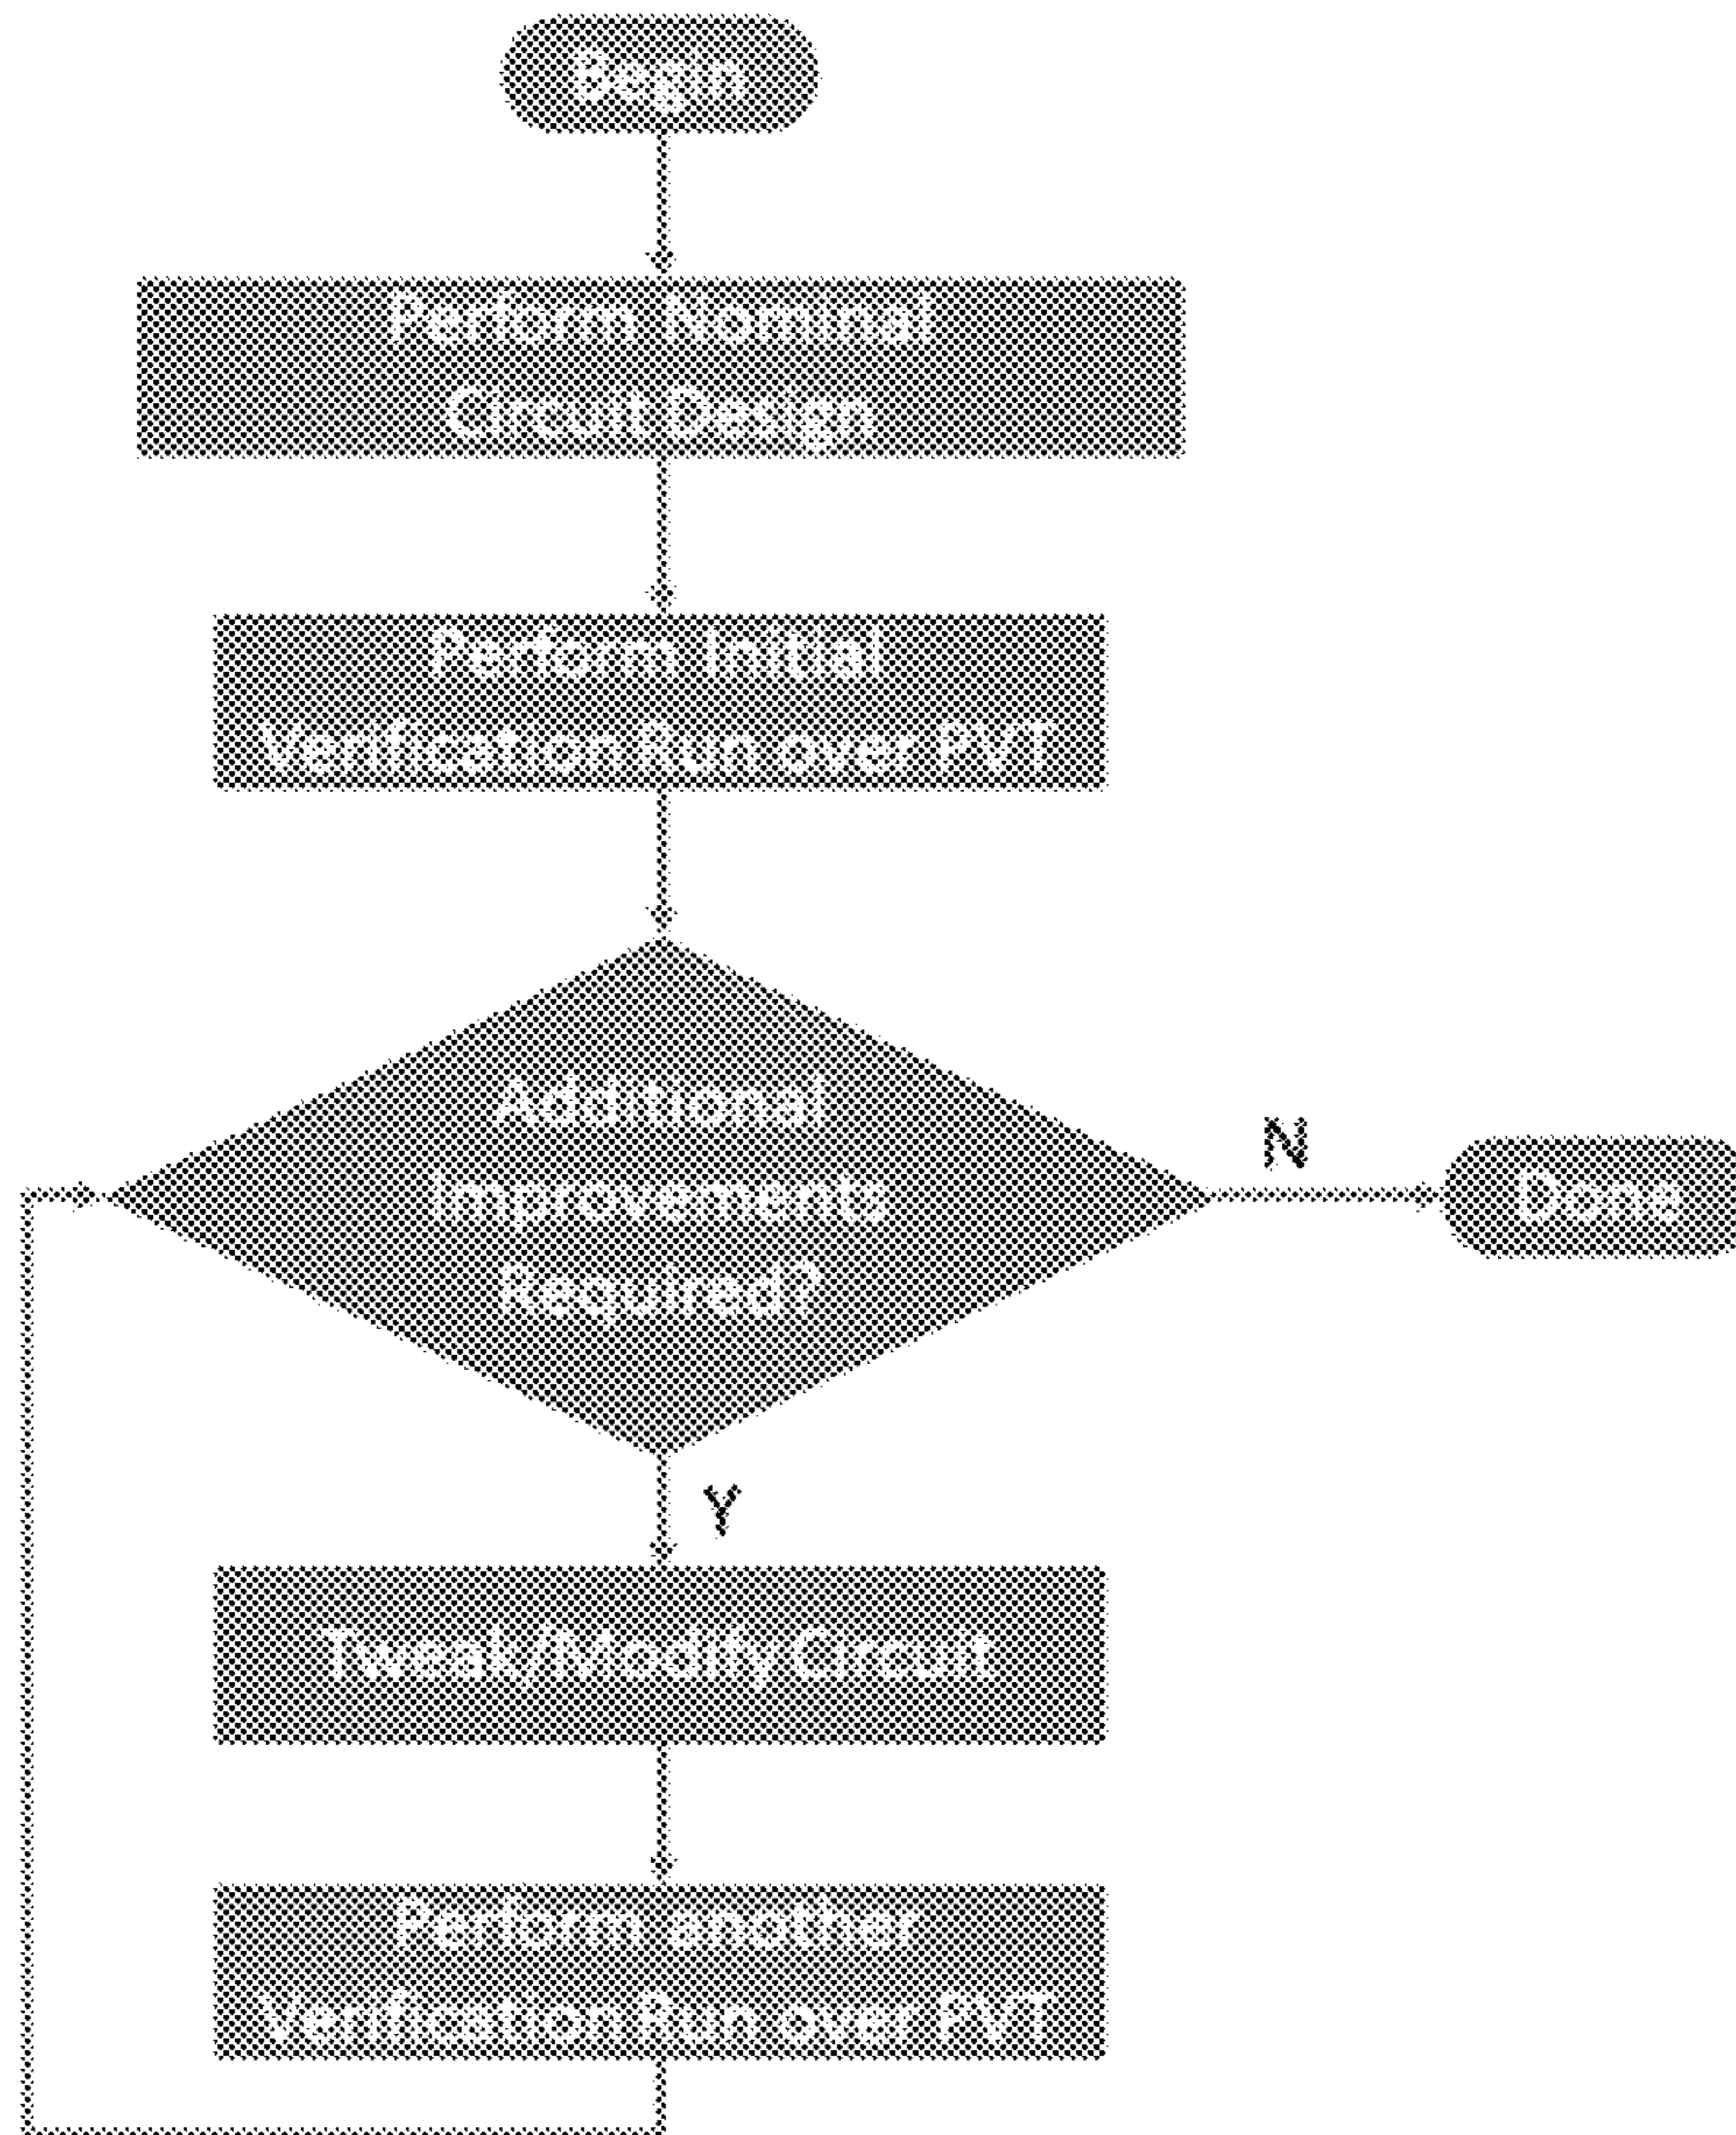 Begin
Perform Nominal
Circuit Design
Perform Initial
Verification Run over PVT
Additional
Improvements
Required?
N
Done
Y
Tweak/Modify Circuit
Perform another
Verification Run over PVT